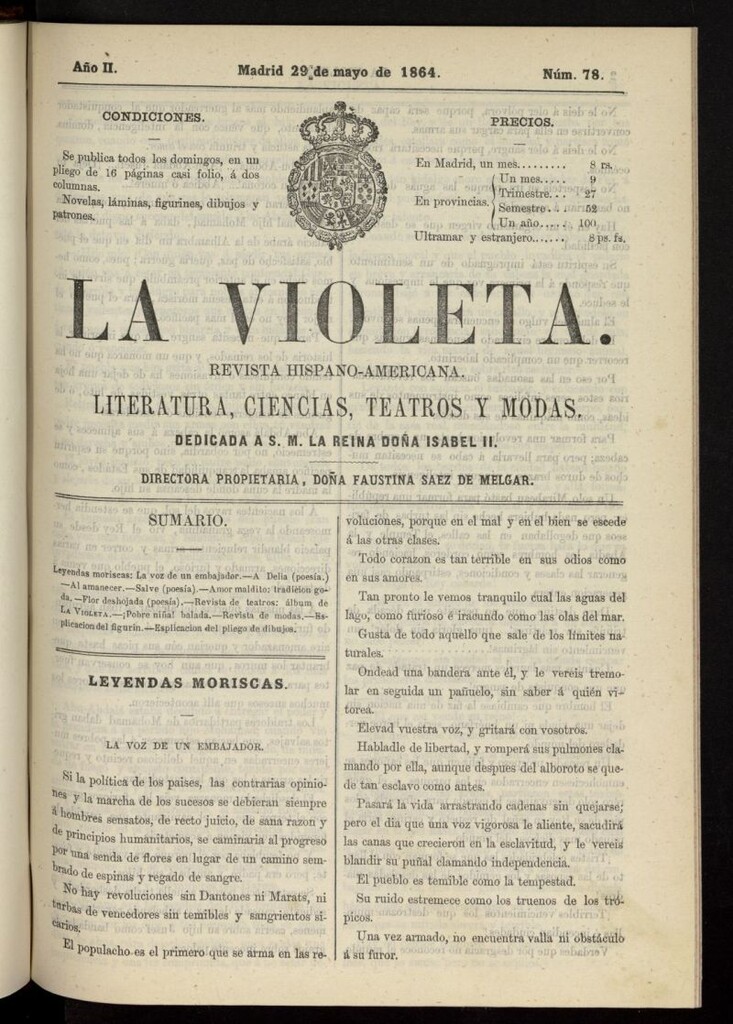 Año II.
Madrid 29 de mayo de 1864.
Núm. 78.
CONDICIONES.
Se publica todos los domingos, en un
pliego de 16 páginas casi folio, á dos
columnas.
Novelas, láminas, figurines, dibujos y
patrones.
PRECIOS.
En Madrid, un mes......... 8 rs.
En provincias.
Un mes..... 9
Trimestre... 27
Semestre... 52
Un año..... 100
Ultramar y estranjero...... 8 ps. fs.
LA VIOLETA.
REVISTA HISPANO-AMERICANA.
LITERATURA, CIENCIAS, TEATROS Y MODAS.
DEDICADA A S. M. LA REINA DOÑA ISABEL II.
DIRECTORA PROPIETARIA, DOÑA FAUSTINA SAEZ DE MELGAR.
SUMARIO.
Leyendas moriscas: La voz de un embajador.—A Delia (poesía.)
—Al amanecer.—Salve (poesía).—Amor maldito: tradicion go-
da.—Flor deshojada (poesía).—Revista de teatros: álbum de
LA VIOLETA.—¡Pobre niña! balada.—Revista de modas.—Es-
plicacion del figurin.—Esplicacion del pliego de dibujos.
LEYENDAS MORISCAS.
LA VOZ DE UN EMBAJADOR.
Si la política de los paises, las contrarias opinio-
nes y la marcha de los sucesos se debieran siempre
á hombres sensatos, de recto juicio, de sana razon y
de principios humanitarios, se caminaria al progreso
por una senda de flores en lugar de un camino sem-
brado de espinas y regado de sangre.
No hay revoluciones sin Dantones ni Marats, ni
turbas de vencedores sin temibles y sangrientos si-
carios.
El populacho es el primero que se arma en las re-
voluciones, porque en el mal y en el bien se escede
á las otras clases.
Todo corazon es tan terrible en sus odios como
en sus amores.
Tan pronto le vemos tranquilo cual las aguas del
lago, como furioso é iracundo como las olas del mar.
Gusta de todo aquello que sale de los límites na-
turales.
Ondead una bandera ante él, y le vereis tremo-
lar en seguida un pañuelo, sin saber á quién vi-
torea.
Elevad vuestra voz, y gritará con vosotros.
Habladle de libertad, y romperá sus pulmones cla-
mando por ella, aunque despues del alboroto se que-
de tan esclavo como antes.
Pasará la vida arrastrando cadenas sin quejarse;
pero el dia que una voz vigorosa le aliente, sacudirá
las canas que crecieron en la esclavitud, y le vereis
blandir su puñal clamando independencia.
El pueblo es temible como la tempestad.
Su ruido estremece como los truenos de los tró-
picos.
Una vez armado, no encuentra valla ni obstáculo
á su furor.